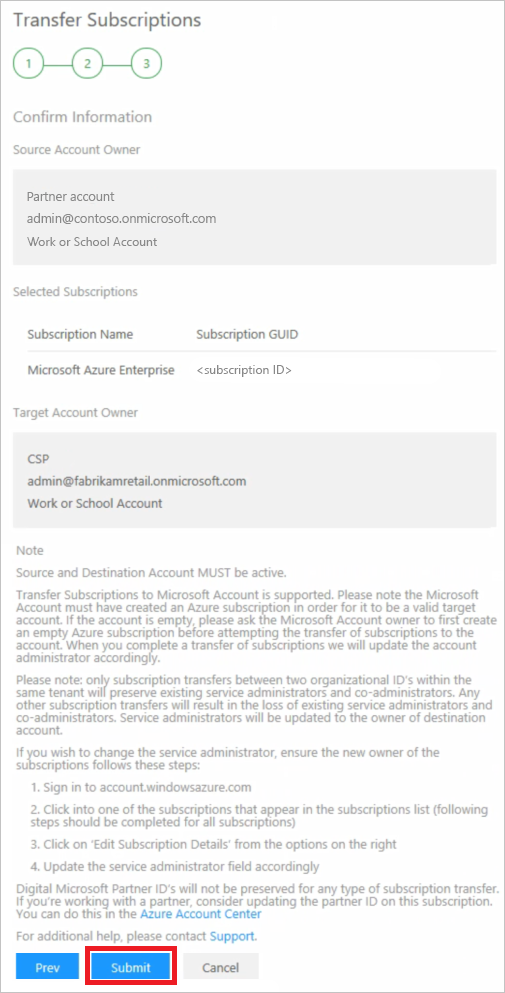 Transfer Subscriptions
1 2 3
Confirm Information
Source Account Owner
Partner account
admin@contoso.onmicrosoft.com
Work or School Account
Selected Subscriptions
Subscription Name Subscription GUID
Microsoft Azure Enterprise <subscription ID>
Target Account Owner
CSP
admin@fabrikamretail.onmicrosoft.com
Work or School Account
Note
Source and Destination Account MUST be active.
Transfer Subscriptions to Microsoft Account is supported. Please note the Microsoft
Account must have created an Azure subscription in order for it to be a valid target
account. If the account is empty, please ask the Microsoft Account owner to first create
an empty Azure subscription before attempting the transfer of subscriptions to the
account. When you complete a transfer of subscriptions we will update the account
administrator accordingly.
Please note: only subscription transfers between two organizational ID's within the
same tenant will preserve existing service administrators and co-administrators. Any
other subscription transfers will result in the loss of existing service administrators and
co-administrators. Service administrators will be updated to the owner of destination
account.
If you wish to change the service administrator, ensure the new owner of the
subscriptions follows these steps:
1. Sign in to account.windowsazure.com
2. Click into one of the subscriptions that appear in the subscriptions list (following
steps should be completed for all subscriptions)
3. Click on 'Edit Subscription Details' from the options on the right
4. Update the service administrator field accordingly
Digital Microsoft Partner ID's will not be preserved for any type of subscription transfer.
If you're working with a partner, consider updating the partner ID on this subscription.
You can do this in the Azure Account Center
For additional help, please contact Support.
Prev Submit Cancel